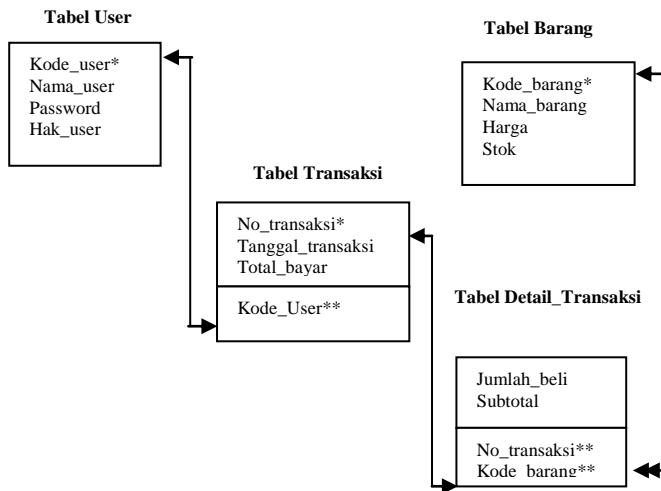 Tabel User
Kode_user*
Nama_user
Password
Hak_user
Tabel Barang
Kode_barang*
Nama_barang
Harga
Stok
Tabel Transaksi
No_transaksi*
Tanggal_transaksi
Total_bayar
Kode_User**
Tabel Detail_Transaksi
Jumlah_beli
Subtotal
No_transaksi**
Kode_barang**